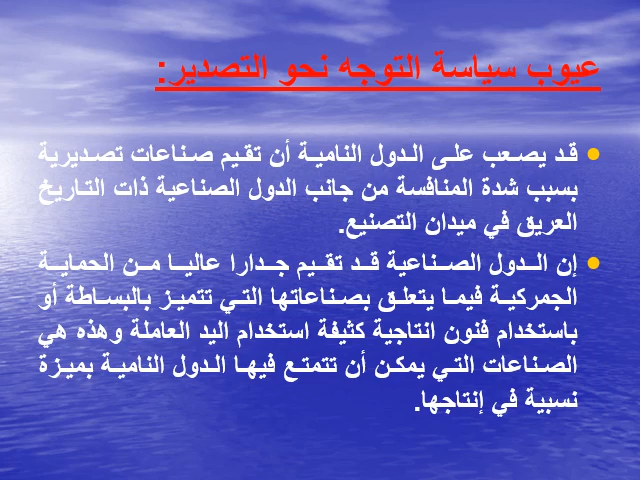 عيوب سياسة التوجه نحو التصدير:
• قد يصعب على الدول النامية أن تقيم صناعات تصديرية
بسبب شدة المنافسة من جانب الدول الصناعية ذات التاريخ
العريق في ميدان التصنيع.
• إن الدول الصناعية قد تقيم جدارا عاليا من الحماية
الجمركية فيما يتعلق بصناعاتها التي تتميز بالبساطة أو
باستخدام فنون انتاجية كثيفة استخدام اليد العاملة وهذه هي
الصناعات التي يمكن أن تتمتع فيها الدول النامية بميزة
نسبية في إنتاجها.